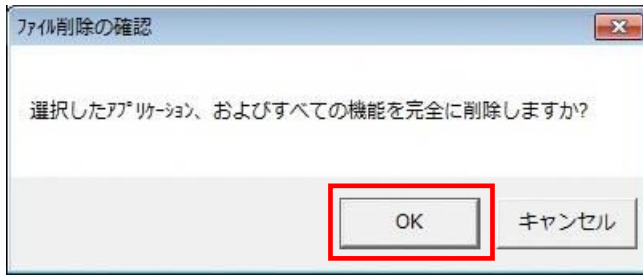 ﾌｧｲﾙ削除の確認
選択したｱﾌﾟﾘｹｰｼｮﾝ、およびすべての機能を完全に削除しますか?
OK
キャンセル